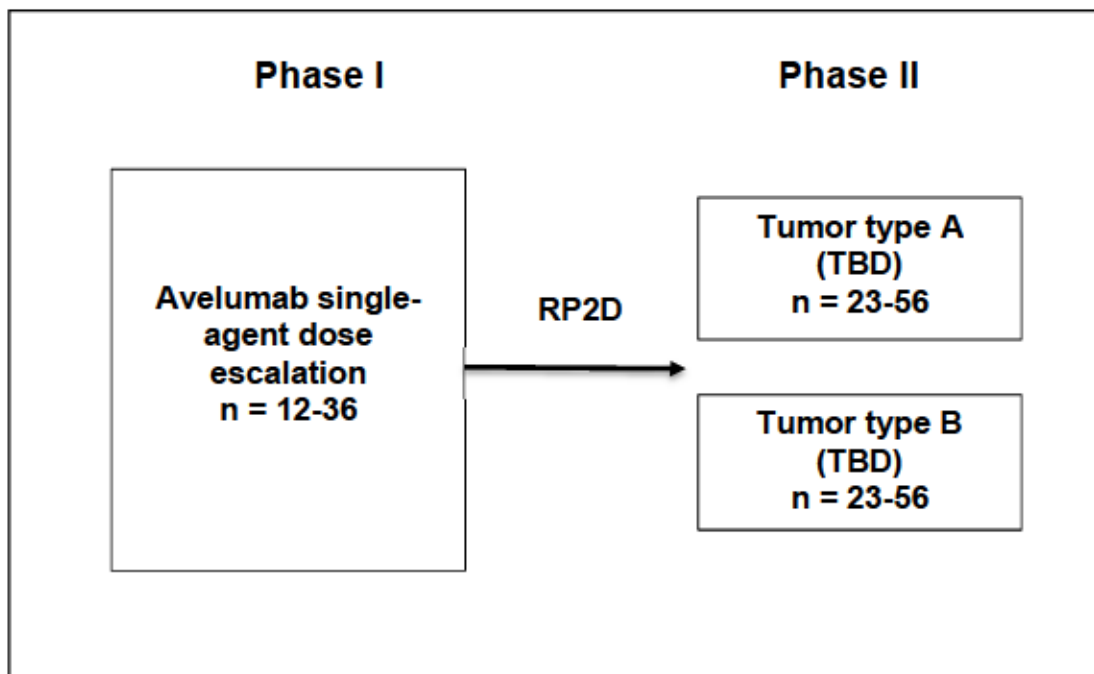 Phase I
Phase II
Avelumab single-
agent dose
escalation
n = 12-36
RP2D
Tumor type A
(TBD)
n = 23-56
Tumor type B
(TBD)
n = 23-56